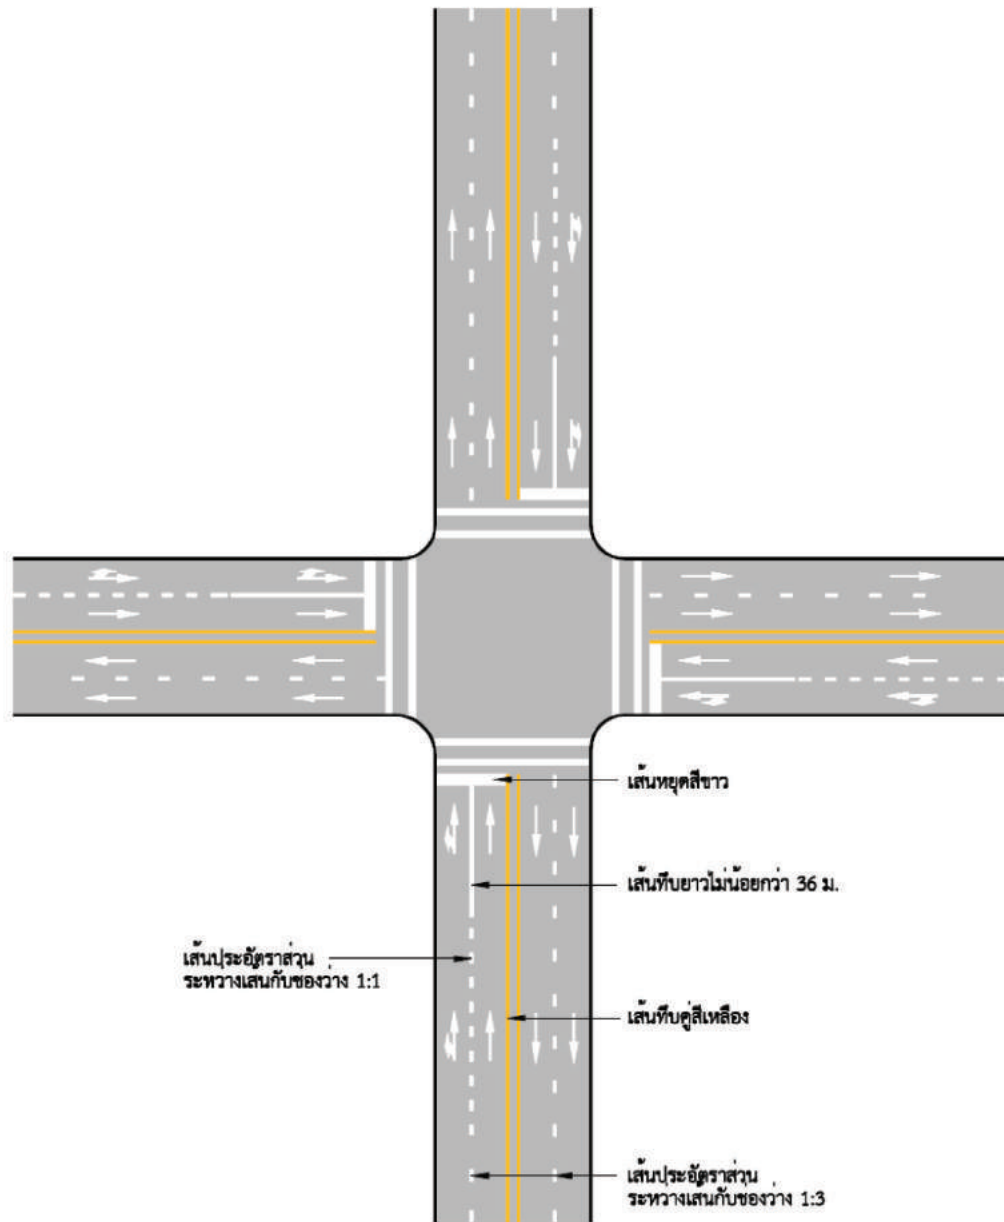 เส้นหยุดสีขาว
เส้นทึบยาวไม่น้อยกว่า 36 ม.
เส้นประอัตราส่วน
ระหว่างเส้นกับช่องว่าง 1:1
เส้นทึบคู่สีเหลือง
เส้นประอัตราส่วน
ระหว่างเส้นกับช่องว่าง 1:3